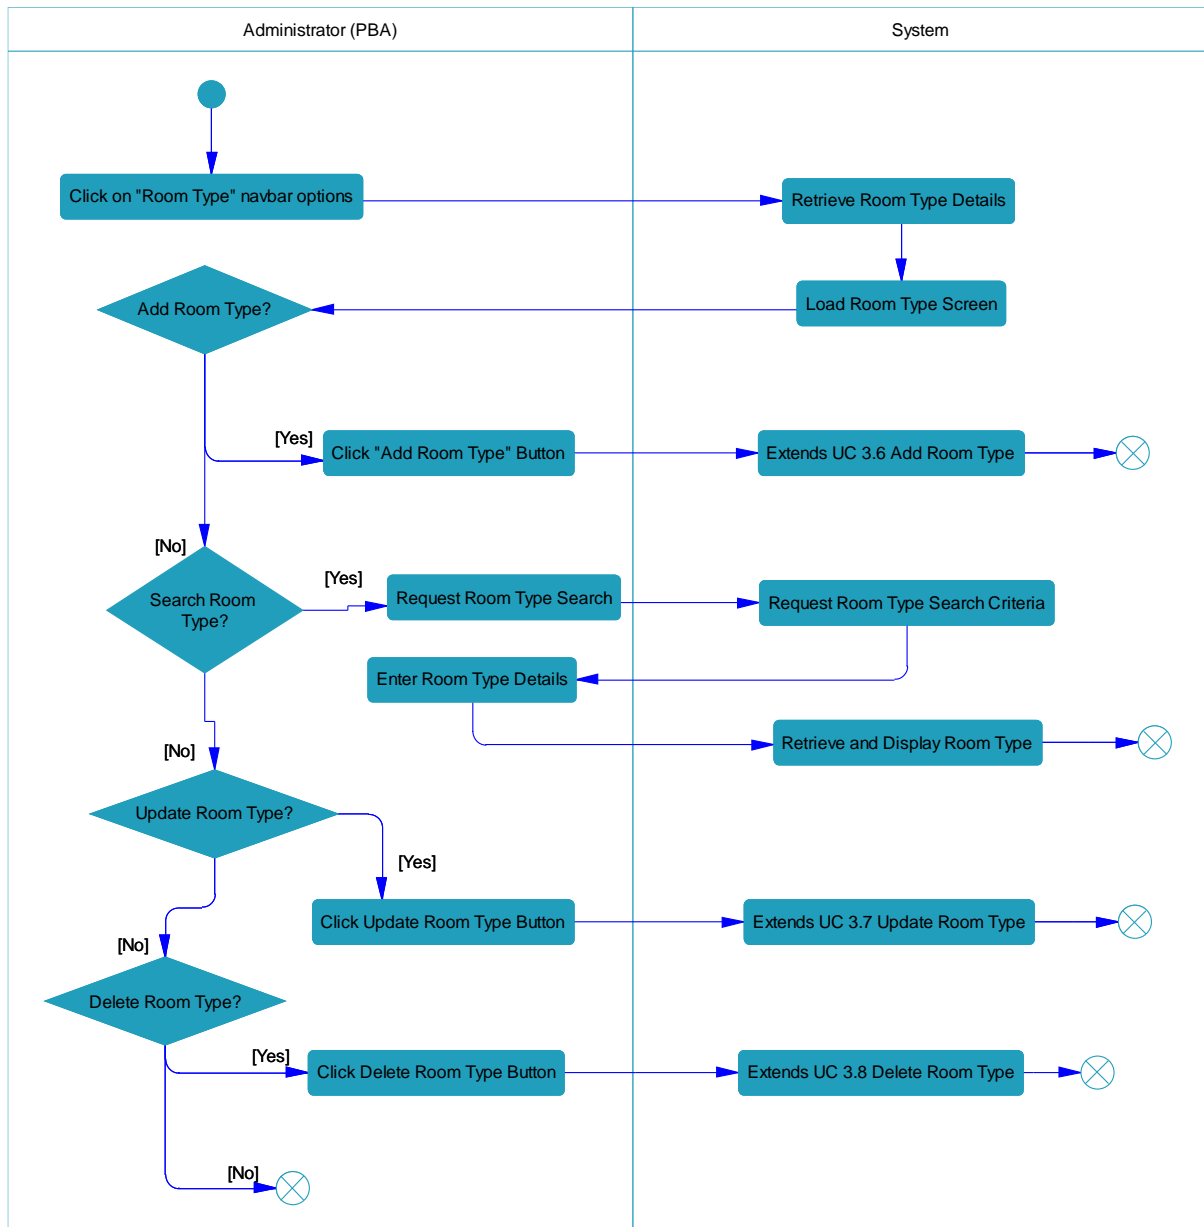 Administrator (PBA)
System
Click on "Room Type" navbar options
Retrieve Room Type Details
Add Room Type?
Load Room Type Screen
[Yes]
Click "Add Room Type" Button
Extends UC 3.6 Add Room Type
[No]
Search Room
Type?
[Yes]
Request Room Type Search
Request Room Type Search Criteria
Enter Room Type Details
[No]
Retrieve and Display Room Type
Update Room Type?
[Yes]
Click Update Room Type Button
Extends UC 3.7 Update Room Type
[No]
Delete Room Type?
[Yes]
Click Delete Room Type Button
Extends UC 3.8 Delete Room Type
[No]